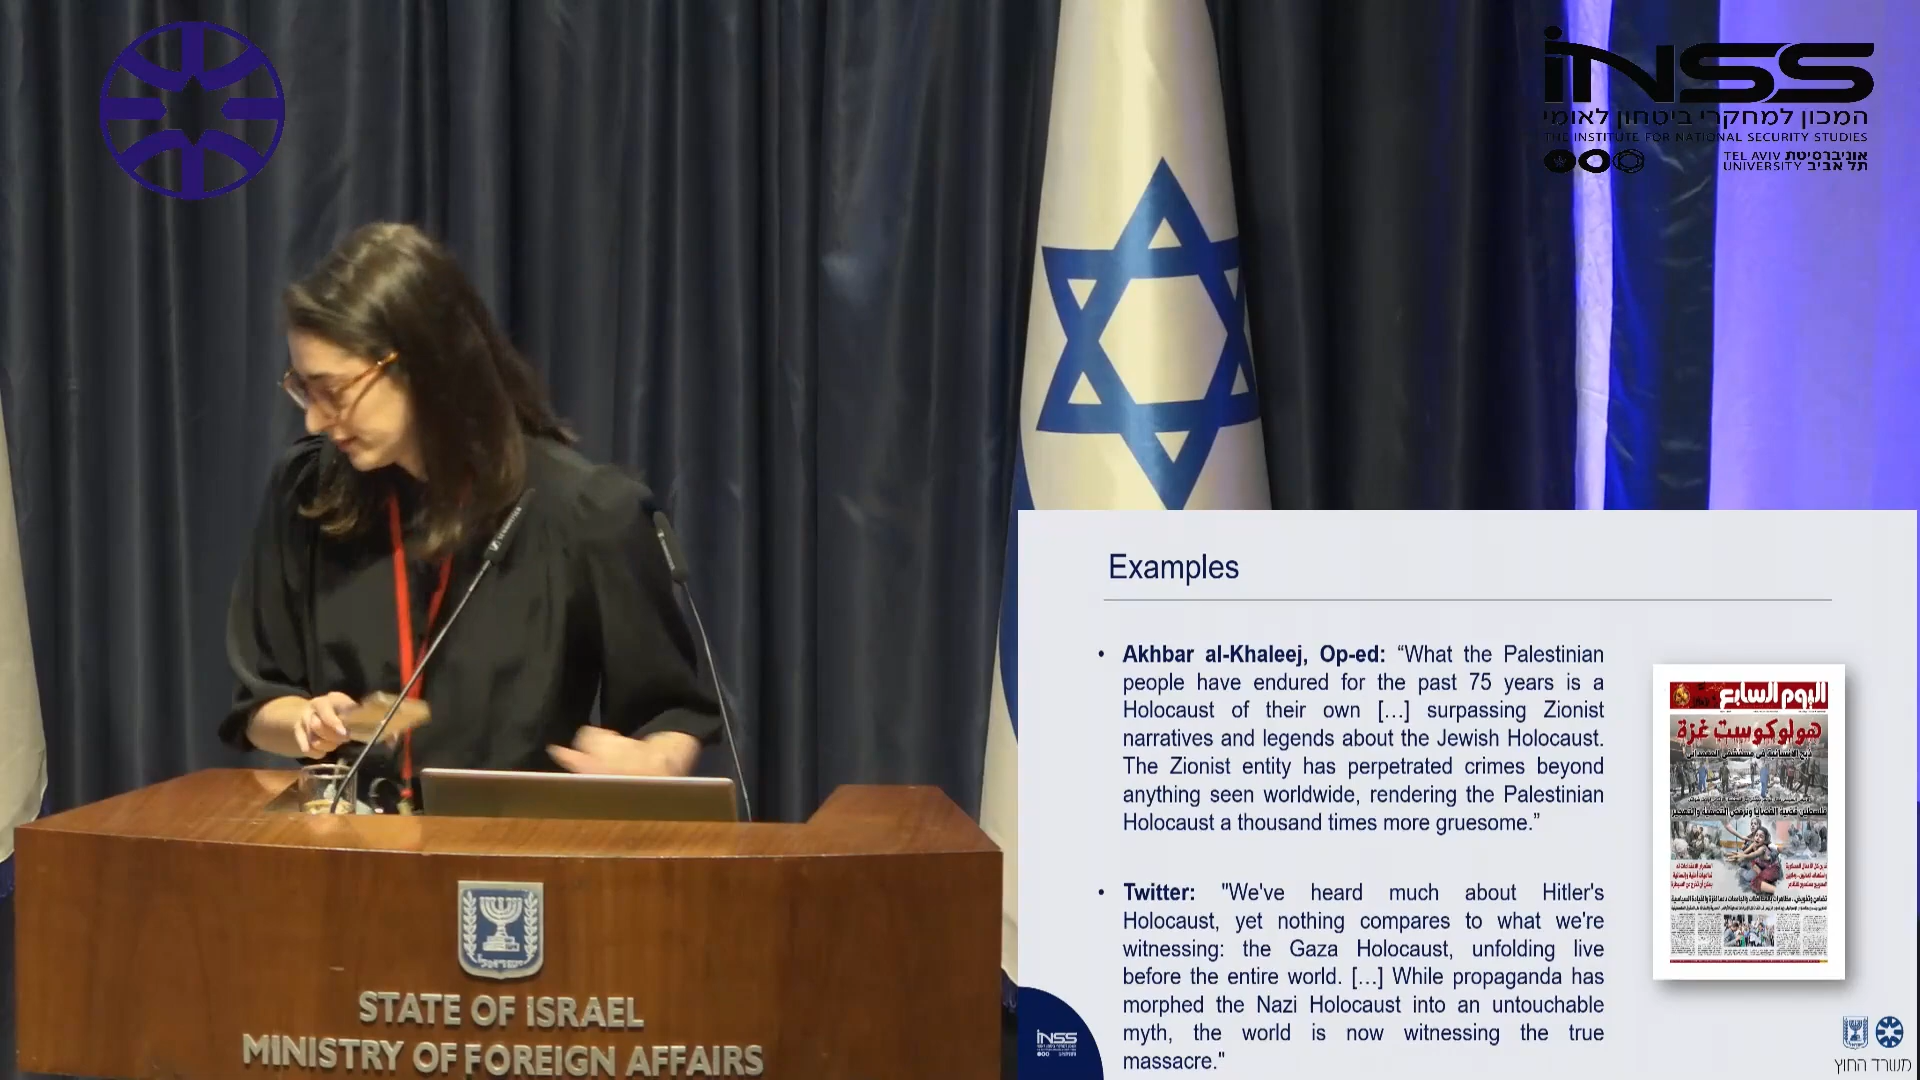 iNSS
המכון למחקרי ביטחון לאומי
THE INSTITUTE FOR NATIONAL SECURITY STUDIES
TEL AVIV אוניברסיטת
UNIVERSITY תל אביב
Examples
• Akhbar al-Khaleej, Op-ed: “What the Palestinian
people have endured for the past 75 years is a
Holocaust of their own […] surpassing Zionist
narratives and legends about the Jewish Holocaust.
The Zionist entity has perpetrated crimes beyond
anything seen worldwide, rendering the Palestinian
Holocaust a thousand times more gruesome.”
• Twitter: "We've heard much about Hitler's
Holocaust, yet nothing compares to what we're
witnessing: the Gaza Holocaust, unfolding live
before the entire world. […] While propaganda has
morphed the Nazi Holocaust into an untouchable
myth, the world is now witnessing the true
massacre."
اليوم السابع
هولوكوست غزة
iNSS
משרד החוץ
STATE OF ISRAEL
MINISTRY OF FOREIGN AFFAIRS